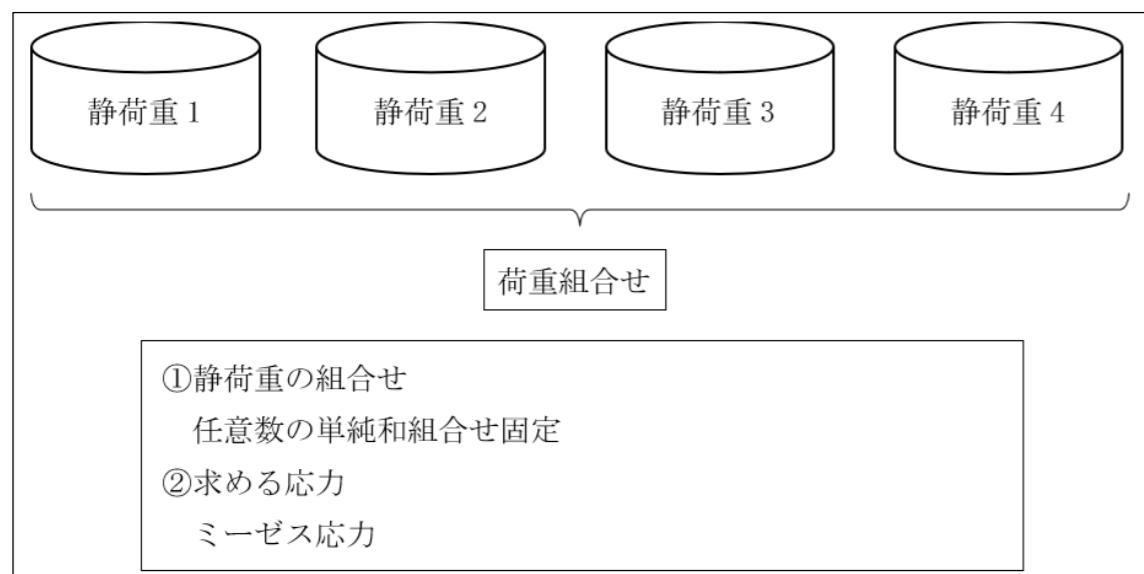 静荷重１
静荷重２
静荷重３
静荷重４
荷重組合せ
①静荷重の組合せ
任意数の単純和組合せ固定
②求める応力
ミーゼス応力